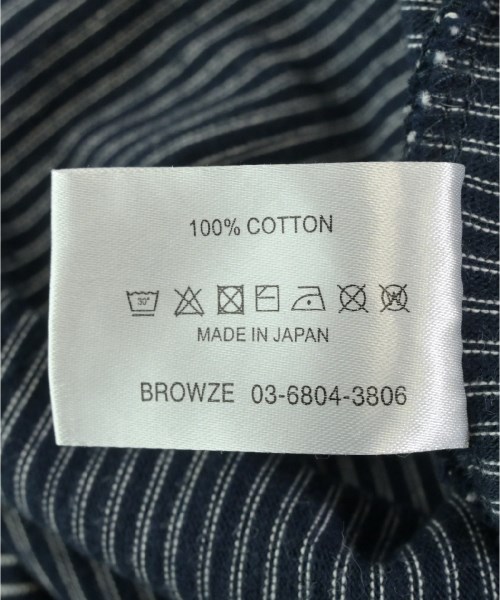 100% COTTON
30°
W
MADE IN JAPAN
BROWZE 03-6804-3806